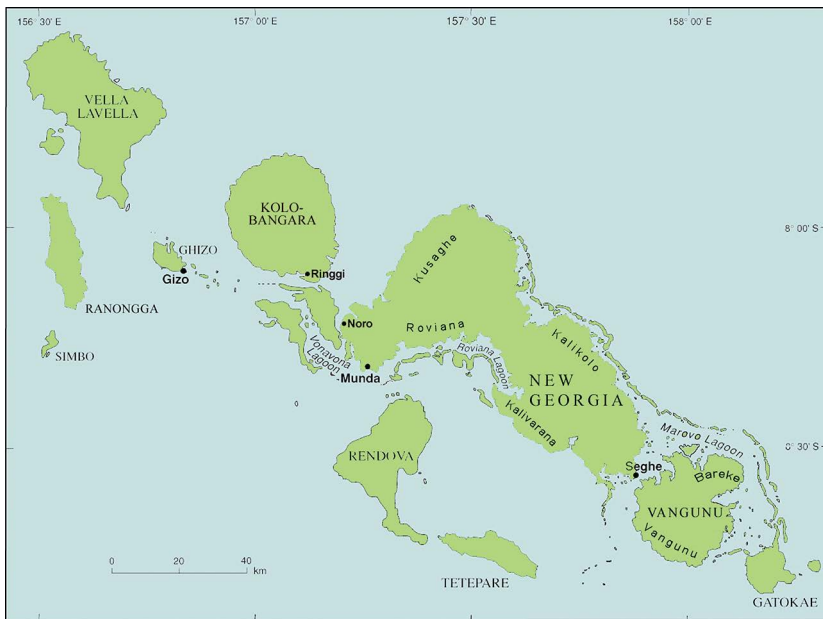 156° 30' E
157° 00' E
157° 30' E
158° 00' E
VELLA
LAVELLA
KOLO-
BANGARA
8° 00' S
GHIZO
Gizo
Ringgi
Kusaghe
RANONGGA
Noro
Roviana
SIMBO
Vonavona
Lagoon
Roviana Lagoon
Kalikolo
Munda
NEW
GEORGIA
Kalivarana
Marovo Lagoon
° 30' S
RENDOVA
Seghe
Bareke
VANGUNU
Vangunu
0 20 40
km
TETEPARE
GATOKAE